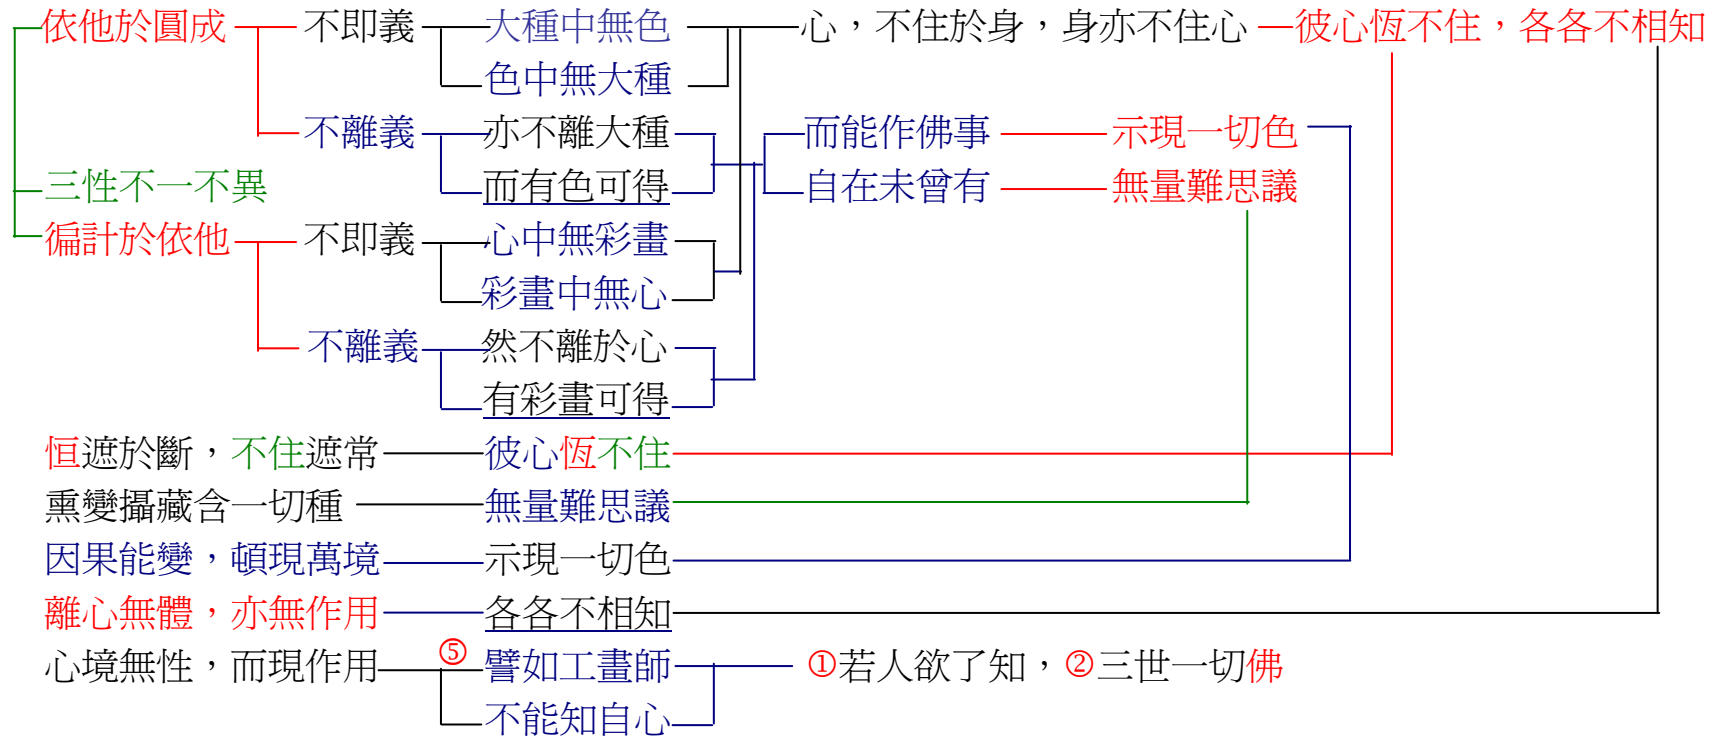 依他於圓成 不即義 大種中無色 心，不住於身，身亦不住心 彼心恆不住，各各不相知
色中無大種
不離義 亦不離大種 而能作佛事 示現一切色
三性不一不異 而有色可得 自在未曾有 無量難思議
徧計於依他 不即義 心中無彩畫
彩畫中無心
不離義 然不離於心
有彩畫可得
恒遮於斷，不住遮常 彼心恆不住
熏變攝藏含一切種 無量難思議
因果能變，頓現萬境 示現一切色
離心無體，亦無作用 各各不相知
心境無性，而現作用 ⑤ 譬如工畫師 ①若人欲了知，②三世一切佛
不能知自心